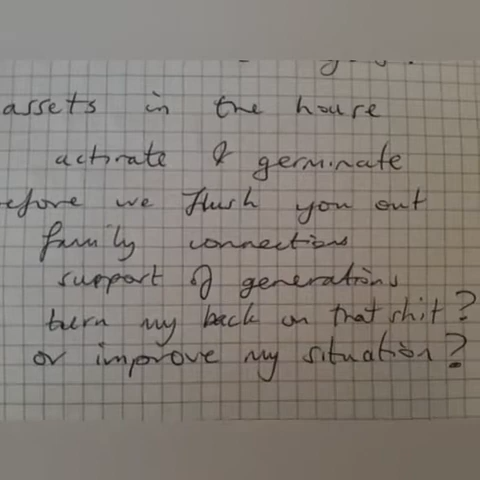 assets in the house
activate & germinate
efore we flush you out
family connections
support of generations
turn my back on that shit?
or improve my situation?